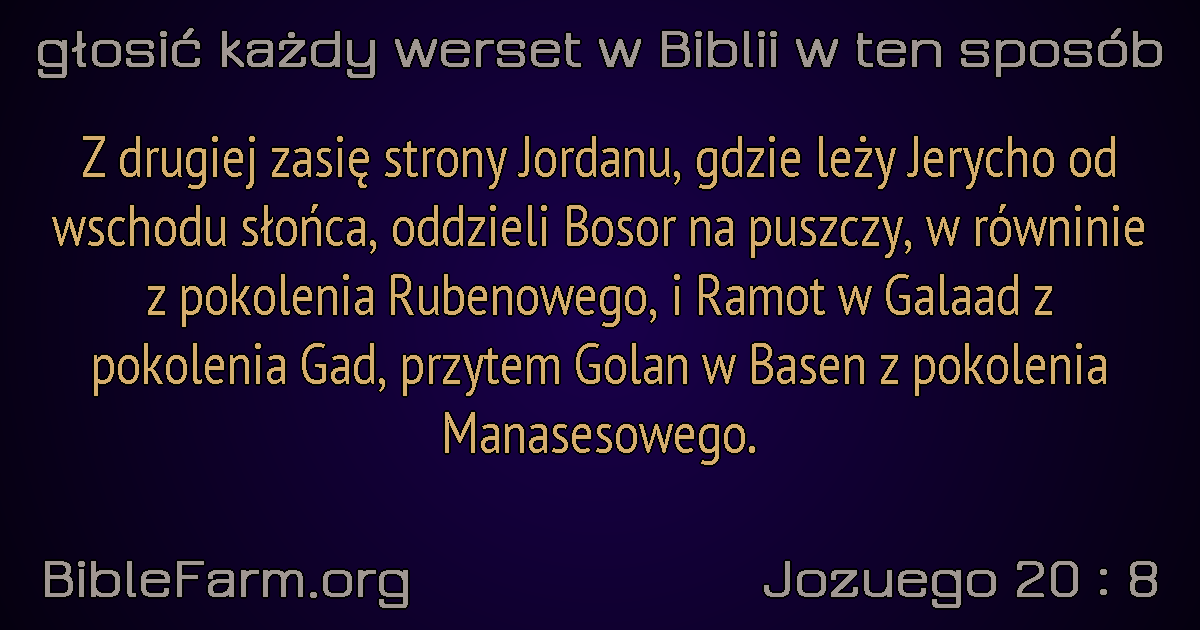 głosić każdy werset w Biblii w ten sposób
Z drugiej zasię strony Jordanu, gdzie leży Jerycho od
wschodu słońca, oddzieli Bosor na puszczy, w równinie
z pokolenia Rubenowego, i Ramot w Galaad z
pokolenia Gad, przytem Golan w Basen z pokolenia
Manasesowego.
BibleFarm.org
Jozuego 20 : 8